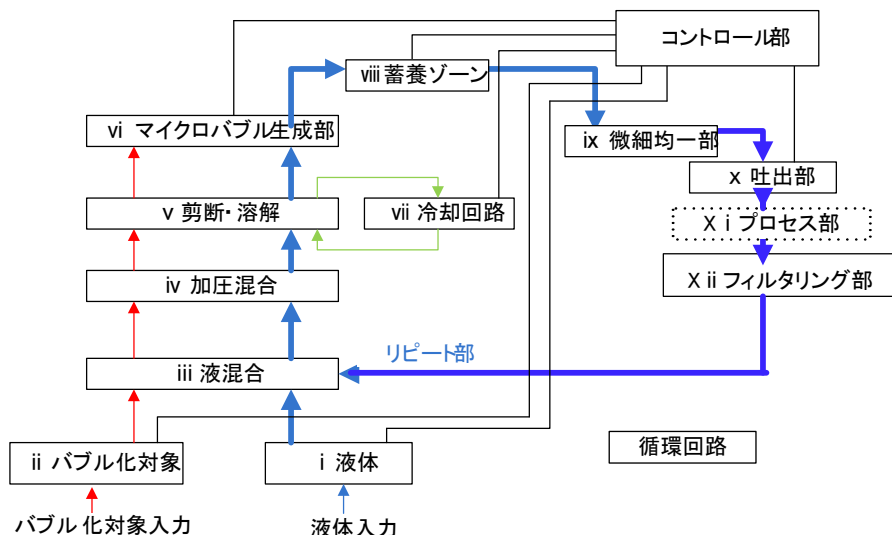 コントロール部
viii 蓄養ゾーン
vi マイクロバブル生成部
ix 微細均一部
x 吐出部
v 剪断・溶解
vii 冷却回路
X i プロセス部
iv 加圧混合
X ii フィルタリング部
リピート部
iii 液混合
循環回路
ii バブル化対象
i 液体
バブル化対象入力
液体入力